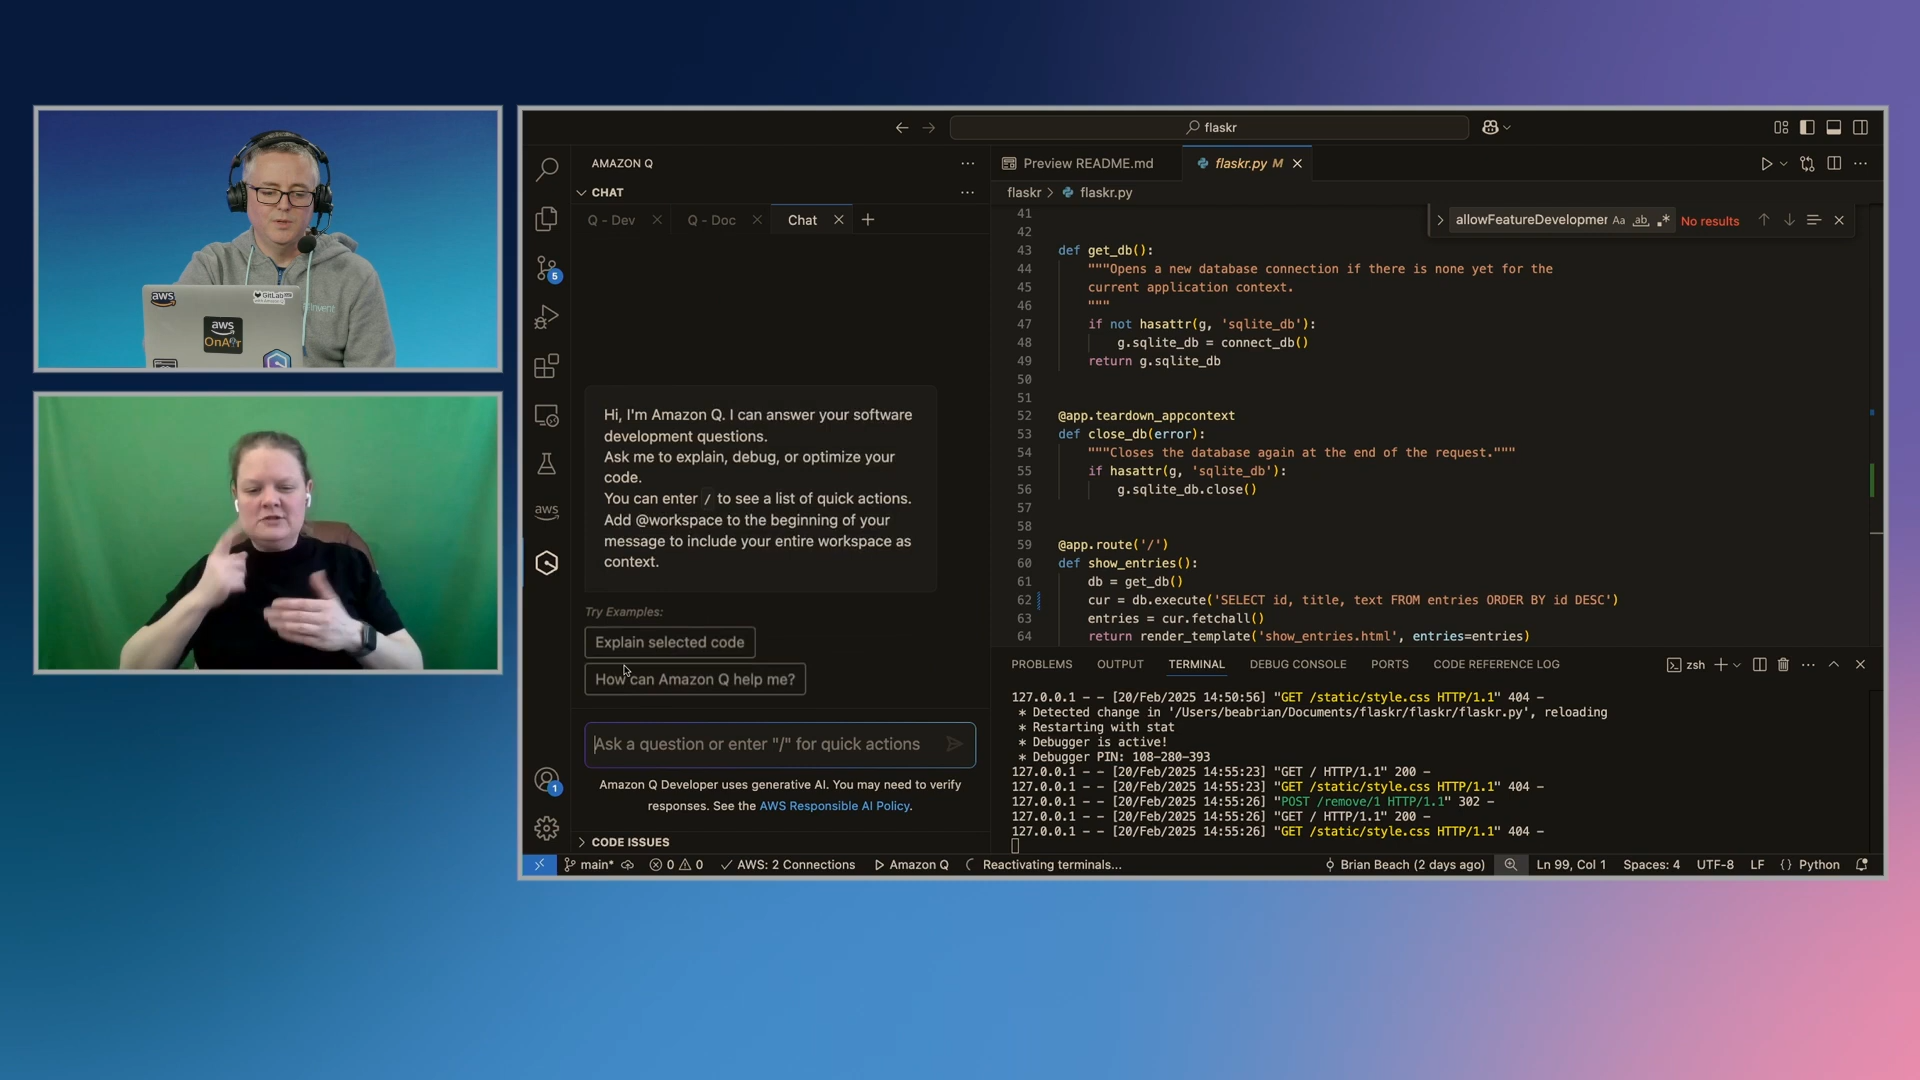 aws
GitLab
aws
OnAir
flaskr
AMAZON Q
CHAT
Q - Dev
Q - Doc
Chat
Hi, I'm Amazon Q. I can answer your software
development questions.
Ask me to explain, debug, or optimize your
code.
You can enter / to see a list of quick actions.
Add @workspace to the beginning of your
message to include your entire workspace as
context.
Try Examples:
Explain selected code
How can Amazon Q help me?
Ask a question or enter "/" for quick actions
Amazon Q Developer uses generative AI. You may need to verify
responses. See the AWS Responsible AI Policy.
CODE ISSUES
5
aws
1
Preview README.md
flaskr.py M
flaskr > flaskr.py
allowFeatureDevelopmer Aa ab No results
41
42
43 def get_db():
44 """Opens a new database connection if there is none yet for the
45 current application context.
46 """
47 if not hasattr(g, 'sqlite_db'):
48 g.sqlite_db = connect_db()
49 return g.sqlite_db
50
51
52 @app.teardown_appcontext
53 def close_db(error):
54 """Closes the database again at the end of the request."""
55 if hasattr(g, 'sqlite_db'):
56 g.sqlite_db.close()
57
58
59 @app.route('/')
60 def show_entries():
61 db = get_db()
62 cur = db.execute('SELECT id, title, text FROM entries ORDER BY id DESC')
63 entries = cur.fetchall()
64 return render_template('show_entries.html', entries=entries)
PROBLEMS OUTPUT TERMINAL DEBUG CONSOLE PORTS CODE REFERENCE LOG
zsh
127.0.0.1 - - [20/Feb/2025 14:50:56] "GET /static/style.css HTTP/1.1" 404 -
* Detected change in '/Users/beabrian/Documents/flaskr/flaskr/flaskr.py', reloading
* Restarting with stat
* Debugger is active!
* Debugger PIN: 108-280-393
127.0.0.1 - - [20/Feb/2025 14:55:23] "GET / HTTP/1.1" 200 -
127.0.0.1 - - [20/Feb/2025 14:55:23] "GET /static/style.css HTTP/1.1" 404 -
127.0.0.1 - - [20/Feb/2025 14:55:26] "POST /remove/1 HTTP/1.1" 302 -
127.0.0.1 - - [20/Feb/2025 14:55:26] "GET / HTTP/1.1" 200 -
127.0.0.1 - - [20/Feb/2025 14:55:26] "GET /static/style.css HTTP/1.1" 404 -
main* 0 0 AWS: 2 Connections Amazon Q Reactivating terminals... Brian Beach (2 days ago) Ln 99, Col 1 Spaces: 4 UTF-8 LF {} Python